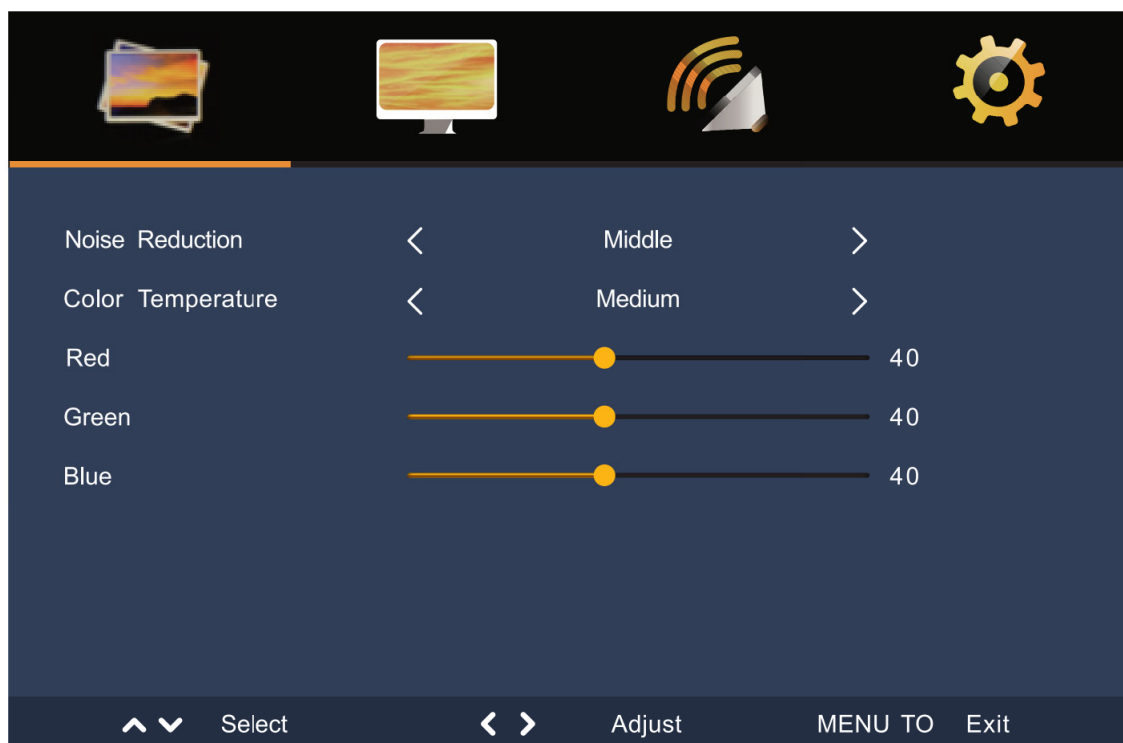 Noise Reduction Middle
Color Temperature Medium
Red 40
Green 40
Blue 40
Select Adjust MENU TO Exit